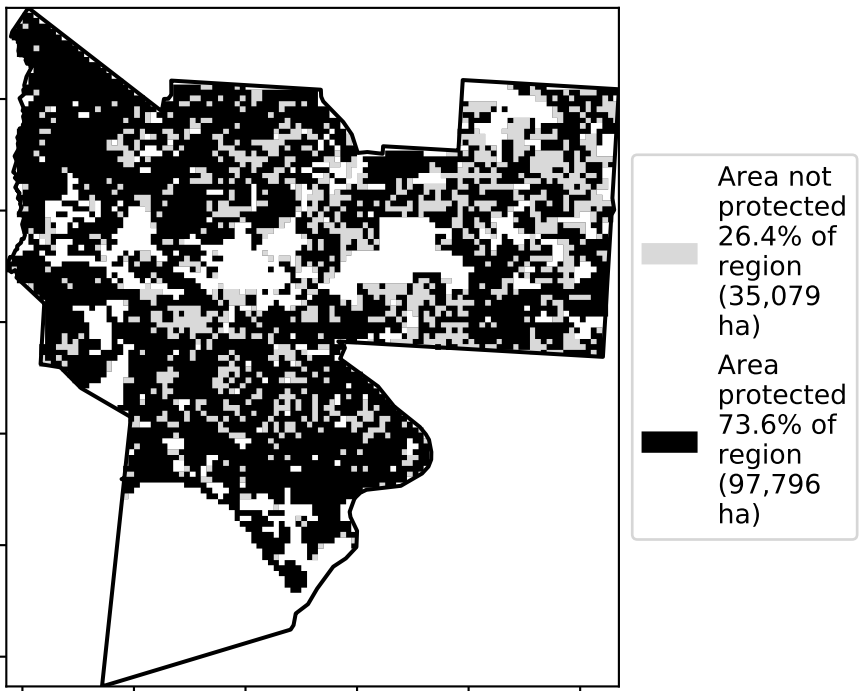 Area not
protected
26.4% of
region
(35,079
ha)
Area
protected
73.6% of
region
(97,796
ha)